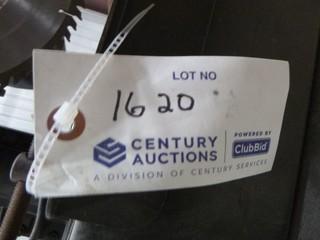 LOT NO
1620
CENTURY AUCTIONS
POWERED BY
ClubBid
A DIVISION OF CENTURY SERVICES